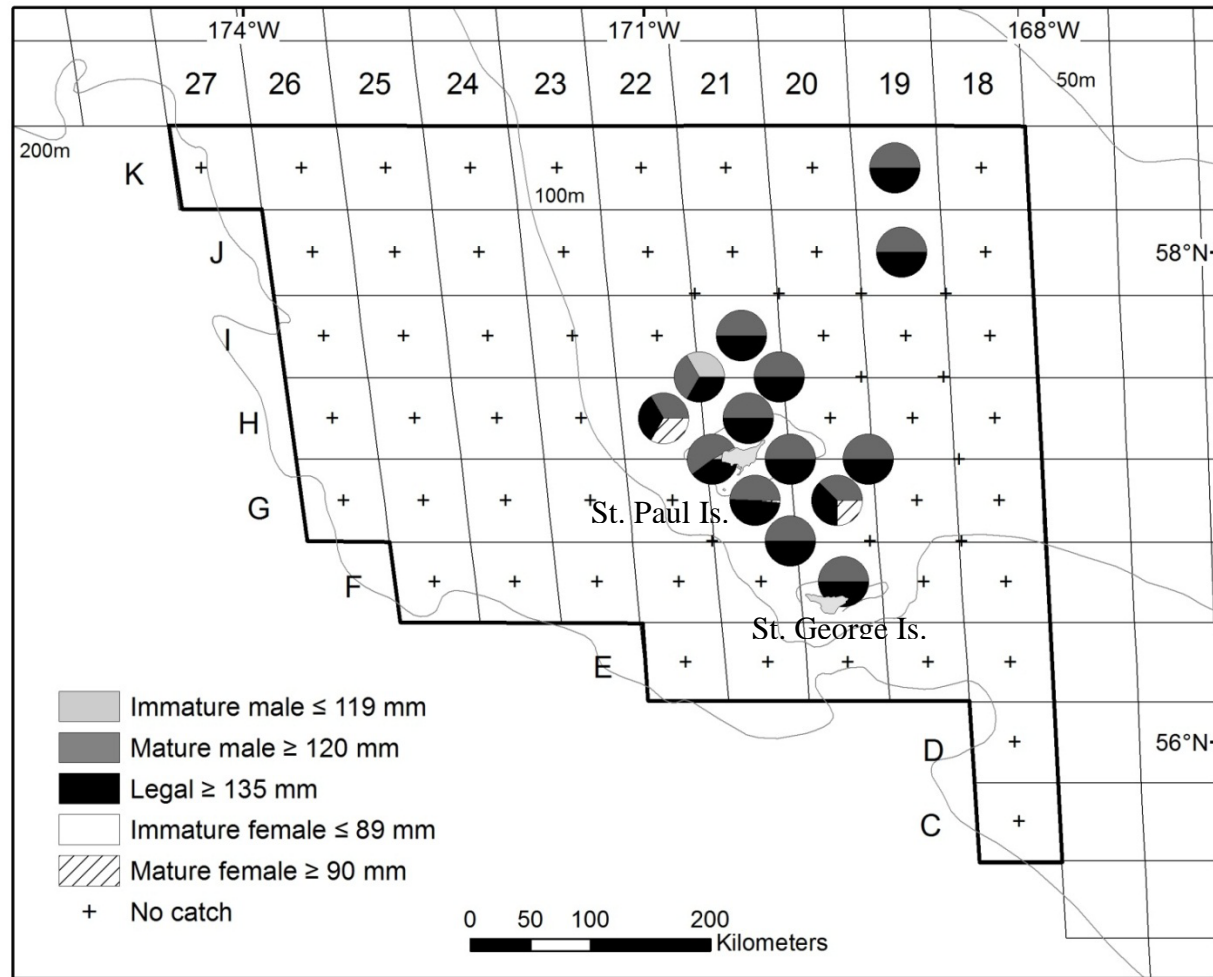 174°W 171°W 168°W
27 26 25 24 23 22 21 20 19 18
50m
200m
K
100m
J
58°N
I
H
G
St. Paul Is.
F
St. George Is.
E
Immature male ≤ 119 mm
Mature male ≥ 120 mm
Legal ≥ 135 mm
Immature female ≤ 89 mm
Mature female ≥ 90 mm
+ No catch
D
56°N
C
0 50 100 200
Kilometers